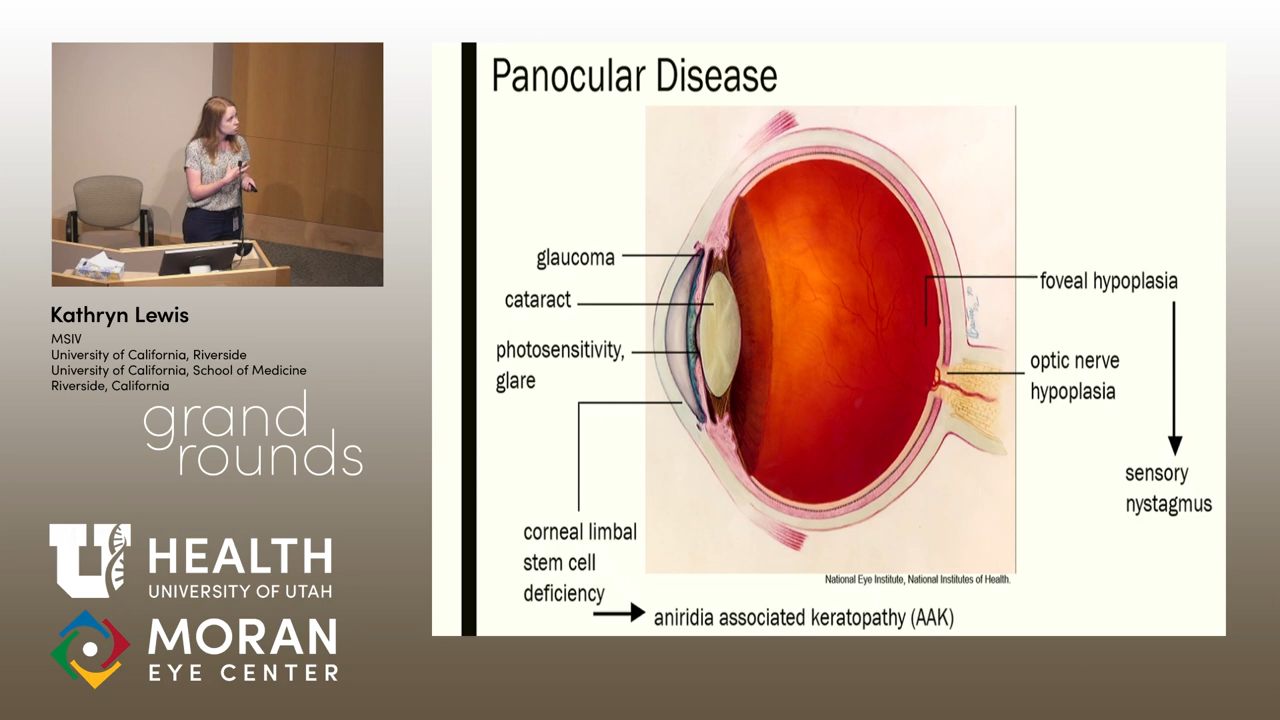 Kathryn Lewis
MSIV
University of California, Riverside
University of California, School of Medicine
Riverside, California
grand
rounds
U
HEALTH
UNIVERSITY OF UTAH
MORAN
EYE CENTER
Panocular Disease
glaucoma
cataract
photosensitivity,
glare
corneal limbal
stem cell
deficiency
aniridia associated keratopathy (AAK)
foveal hypoplasia
optic nerve
hypoplasia
sensory
nystagmus
National Eye Institute, National Institutes of Health.